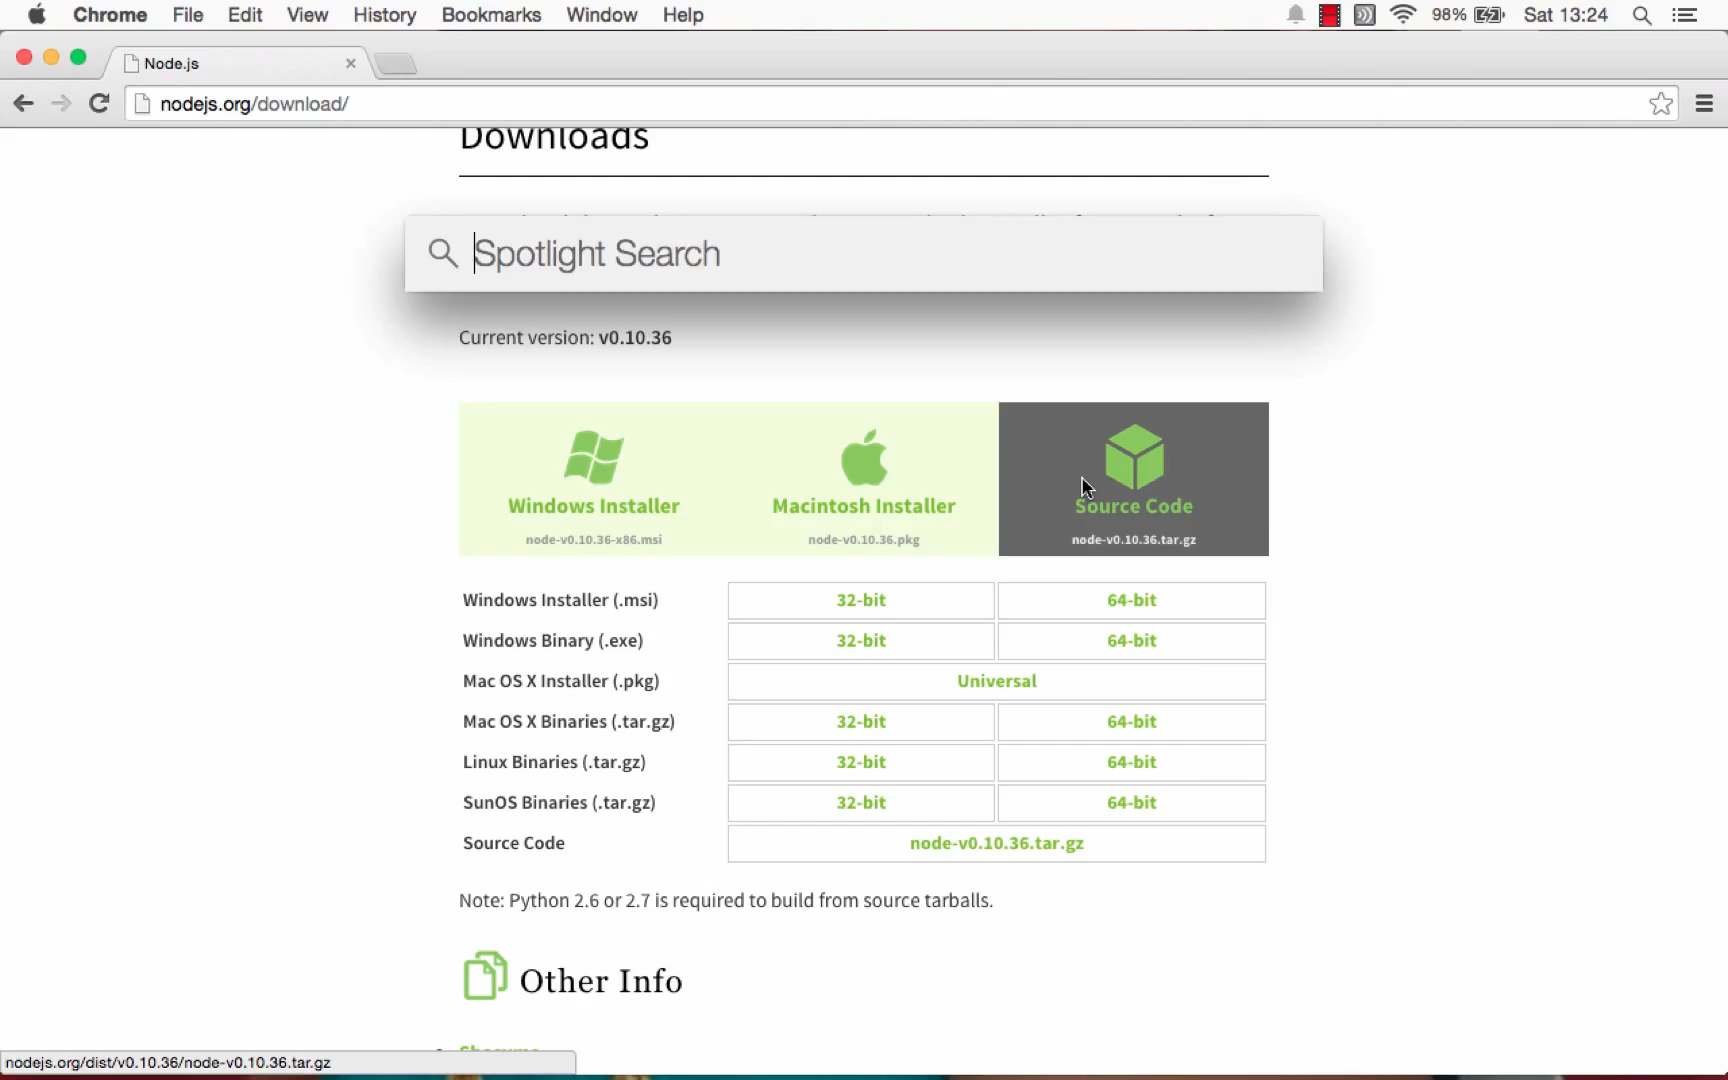 Chrome File Edit View History Bookmarks Window Help 98% Sat 13:24
Node.js
nodejs.org/download/
Downloads
Spotlight Search
Current version: v0.10.36
Windows Installer Macintosh Installer Source Code
node-v0.10.36-x86.msi node-v0.10.36.pkg node-v0.10.36.tar.gz
Windows Installer (.msi) 32-bit 64-bit
Windows Binary (.exe) 32-bit 64-bit
Mac OS X Installer (.pkg) Universal
Mac OS X Binaries (.tar.gz) 32-bit 64-bit
Linux Binaries (.tar.gz) 32-bit 64-bit
SunOS Binaries (.tar.gz) 32-bit 64-bit
Source Code node-v0.10.36.tar.gz
Note: Python 2.6 or 2.7 is required to build from source tarballs.
Other Info
nodejs.org/dist/v0.10.36/node-v0.10.36.tar.gz